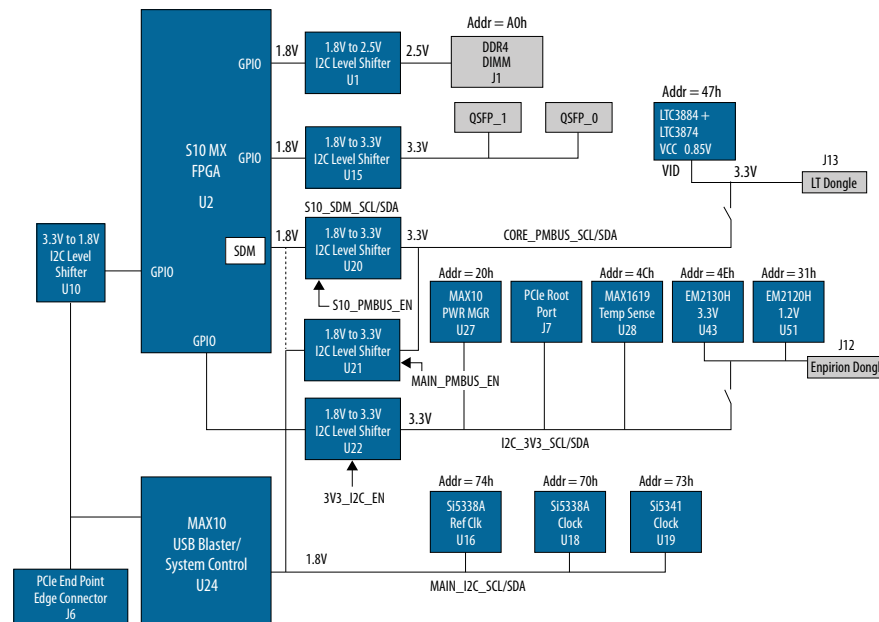 Addr = A0h
1.8V
1.8V to 2.5V
I2C Level Shifter
U1
2.5V
DDR4
DIMM
J1
GPIO
Addr = 47h
LTC3884 +
LTC3874
VCC 0.85V
VID
3.3V
J13
LT Dongle
QSFP_1
QSFP_0
GPIO
1.8V
1.8V to 3.3V
I2C Level Shifter
U15
3.3V
S10 MX
FPGA
U2
S10_SDM_SCL/SDA
SDM
1.8V
1.8V to 3.3V
I2C Level Shifter
U20
3.3V
CORE_PMBUS_SCL/SDA
S10_PMBUS_EN
3.3V to 1.8V
I2C Level
Shifter
U10
GPIO
GPIO
Addr = 20h
MAX10
PWR MGR
U27
PCIe Root
Port
J7
Addr = 4Ch
MAX1619
Temp Sense
U28
Addr = 4Eh
EM2130H
3.3V
U43
Addr = 31h
EM2120H
1.2V
U51
J12
Enpirion Dongl
1.8V to 3.3V
I2C Level Shifter
U21
MAIN_PMBUS_EN
1.8V to 3.3V
I2C Level Shifter
U22
3.3V
I2C_3V3_SCL/SDA
3V3_I2C_EN
Addr = 74h
Si5338A
Ref Clk
U16
Addr = 70h
Si5338A
Clock
U18
Addr = 73h
Si5341
Clock
U19
MAX10
USB Blaster/
System Control
U24
1.8V
MAIN_I2C_SCL/SDA
PCIe End Point
Edge Connector
J6